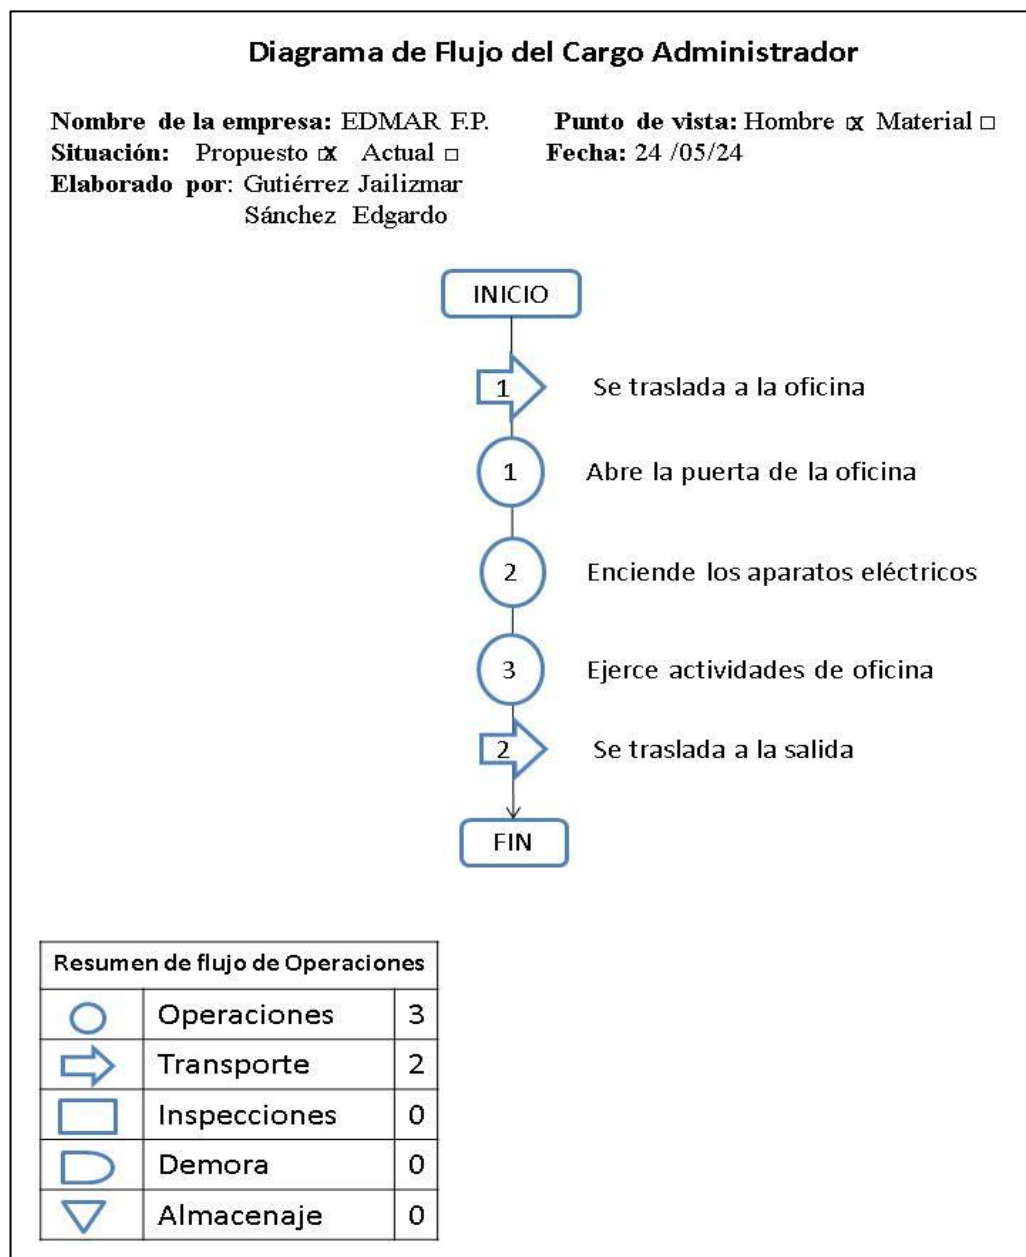 Diagrama de Flujo del Cargo Administrador
Nombre de la empresa: EDMAR F.P. Punto de vista: Hombre ☒ Material □
Situación: Propuesto ☒ Actual □ Fecha: 24 /05/24
Elaborado por: Gutiérrez Jailizmar
Sánchez Edgardo
INICIO
1 Se traslada a la oficina
1 Abre la puerta de la oficina
2 Enciende los aparatos eléctricos
3 Ejerce actividades de oficina
2 Se traslada a la salida
FIN
Resumen de flujo de Operaciones
Operaciones 3
Transporte 2
Inspecciones 0
Demora 0
Almacenaje 0